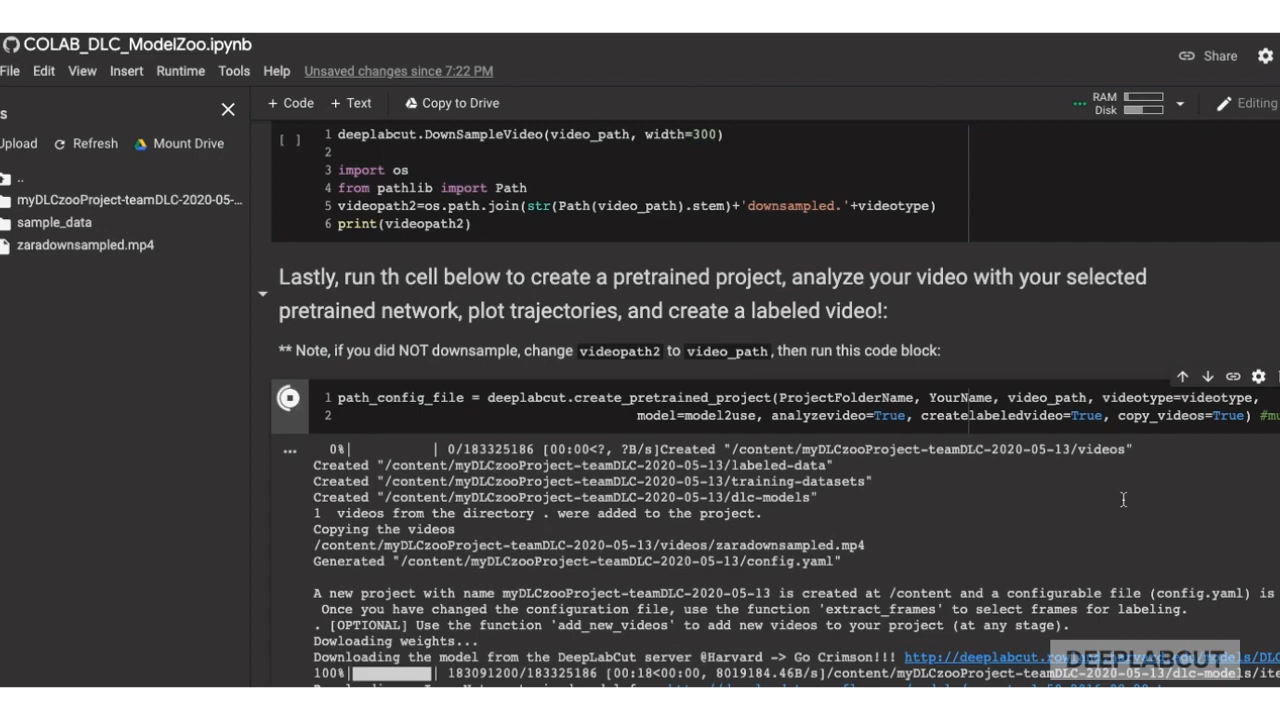 COLAB_DLC_ModelZoo.ipynb
Share
File Edit View Insert Runtime Tools Help Unsaved changes since 7:22 PM
s
+ Code + Text Copy to Drive
RAM
Disk
Editing
Upload Refresh Mount Drive
..
myDLCzooProject-teamDLC-2020-05-...
sample_data
zaradownsampled.mp4
[ ] 1 deeplabcut.DownSampleVideo(video_path, width=300)
2
3 import os
4 from pathlib import Path
5 videopath2=os.path.join(str(Path(video_path).stem)+'downsampled.'+videotype)
6 print(videopath2)
Lastly, run th cell below to create a pretrained project, analyze your video with your selected
pretrained network, plot trajectories, and create a labeled video!:
** Note, if you did NOT downsample, change videopath2 to video_path, then run this code block:
1 path_config_file = deeplabcut.create_pretrained_project(ProjectFolderName, YourName, video_path, videotype=videotype,
2 model=model2use, analyzevideo=True, createlabeledvideo=True, copy_videos=True) #mu
0%| | 0/183325186 [00:00<?, ?B/s]Created "/content/myDLCzooProject-teamDLC-2020-05-13/videos"
Created "/content/myDLCzooProject-teamDLC-2020-05-13/labeled-data"
Created "/content/myDLCzooProject-teamDLC-2020-05-13/training-datasets"
Created "/content/myDLCzooProject-teamDLC-2020-05-13/dlc-models"
1 videos from the directory . were added to the project.
Copying the videos
/content/myDLCzooProject-teamDLC-2020-05-13/videos/zaradownsampled.mp4
Generated "/content/myDLCzooProject-teamDLC-2020-05-13/config.yaml"
A new project with name myDLCzooProject-teamDLC-2020-05-13 is created at /content and a configurable file (config.yaml) is
Once you have changed the configuration file, use the function 'extract_frames' to select frames for labeling.
. [OPTIONAL] Use the function 'add_new_videos' to add new videos to your project (at any stage).
Dowloading weights...
Downloading the model from the DeepLabCut server @Harvard -> Go Crimson!!!
DEEPLABCUT
100%| | 183091200/183325186 [00:18<00:00, 8019184.46B/s]/content/myDLCzooProject-teamDLC-2020-05-13/dlc-models/ite